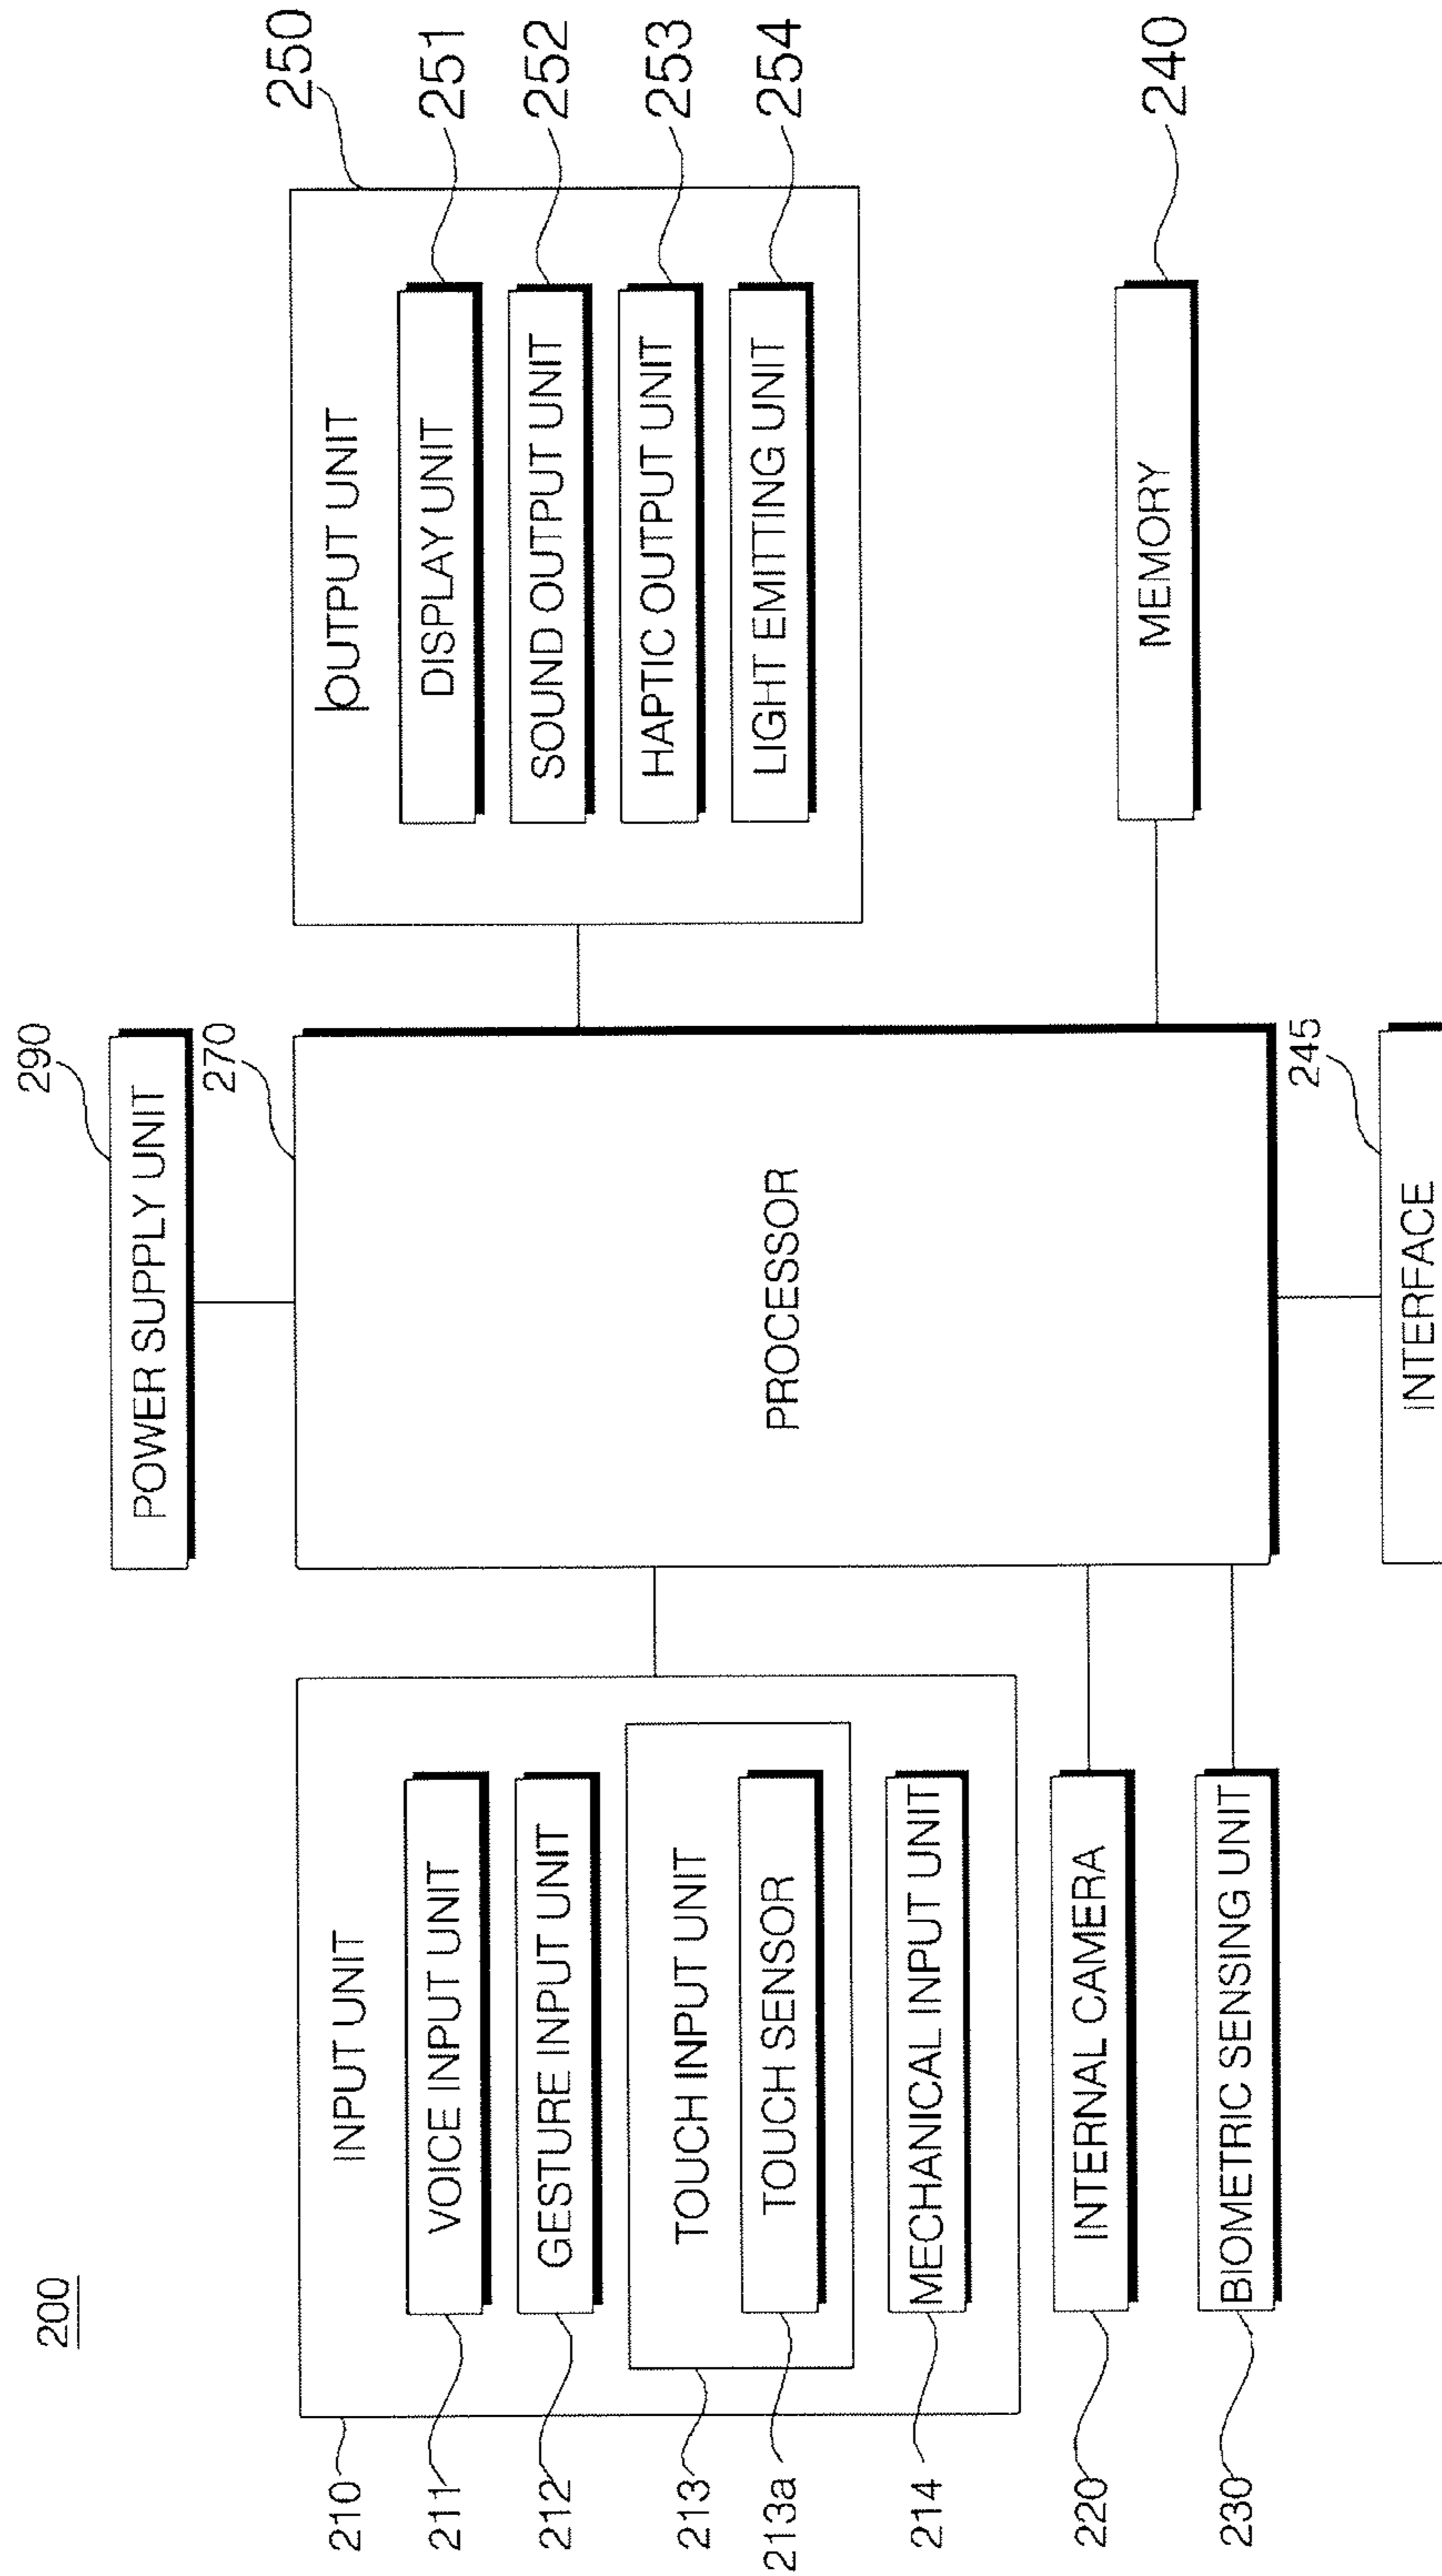 200
290
POWER SUPPLY UNIT
270
PROCESSOR
245
INTERFACE
210
INPUT UNIT
211
VOICE INPUT UNIT
212
GESTURE INPUT UNIT
213
TOUCH INPUT UNIT
213a
TOUCH SENSOR
214
MECHANICAL INPUT UNIT
220
INTERNAL CAMERA
230
BIOMETRIC SENSING UNIT
250
OUTPUT UNIT
DISPLAY UNIT
251
SOUND OUTPUT UNIT
252
HAPTIC OUTPUT UNIT
253
LIGHT EMITTING UNIT
254
MEMORY
240